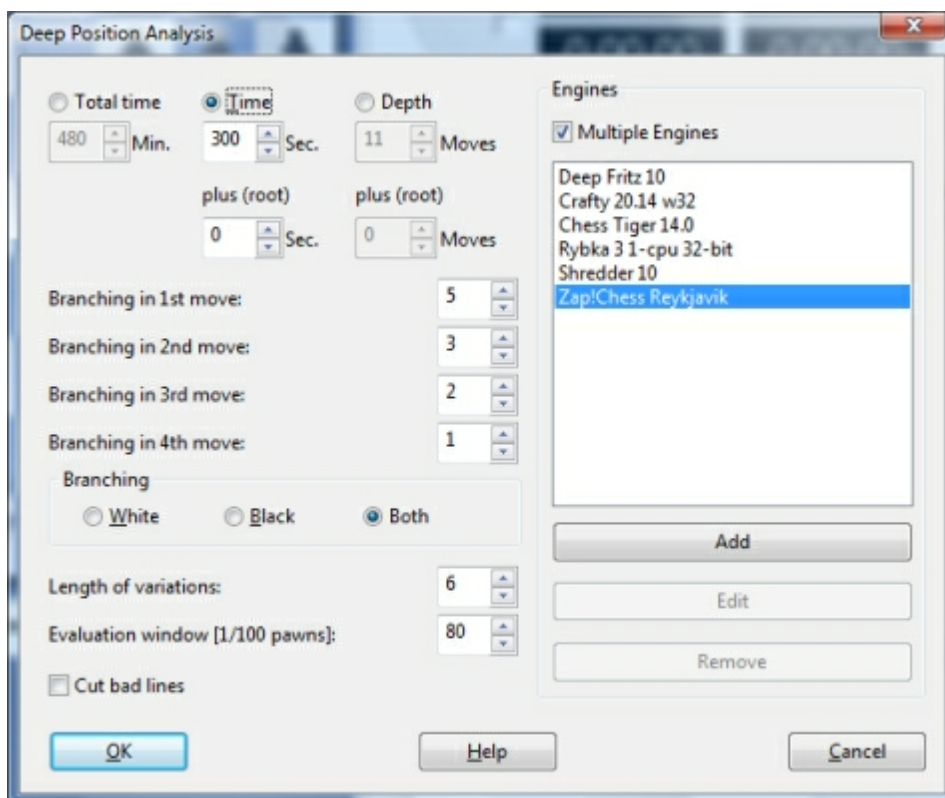 Deep Position Analysis
Total time Time Depth
480 Min. 300 Sec. 11 Moves
plus (root) plus (root)
0 Sec. 0 Moves
Branching in 1st move: 5
Branching in 2nd move: 3
Branching in 3rd move: 2
Branching in 4th move: 1
Branching
White Black Both
Length of variations: 6
Evaluation window [1/100 pawns]: 80
Cut bad lines
OK Help Cancel
Engines
Multiple Engines
Deep Fritz 10
Crafty 20.14 w32
Chess Tiger 14.0
Rybka 3 1-cpu 32-bit
Shredder 10
Zap!Chess Reykjavik
Add
Edit
Remove